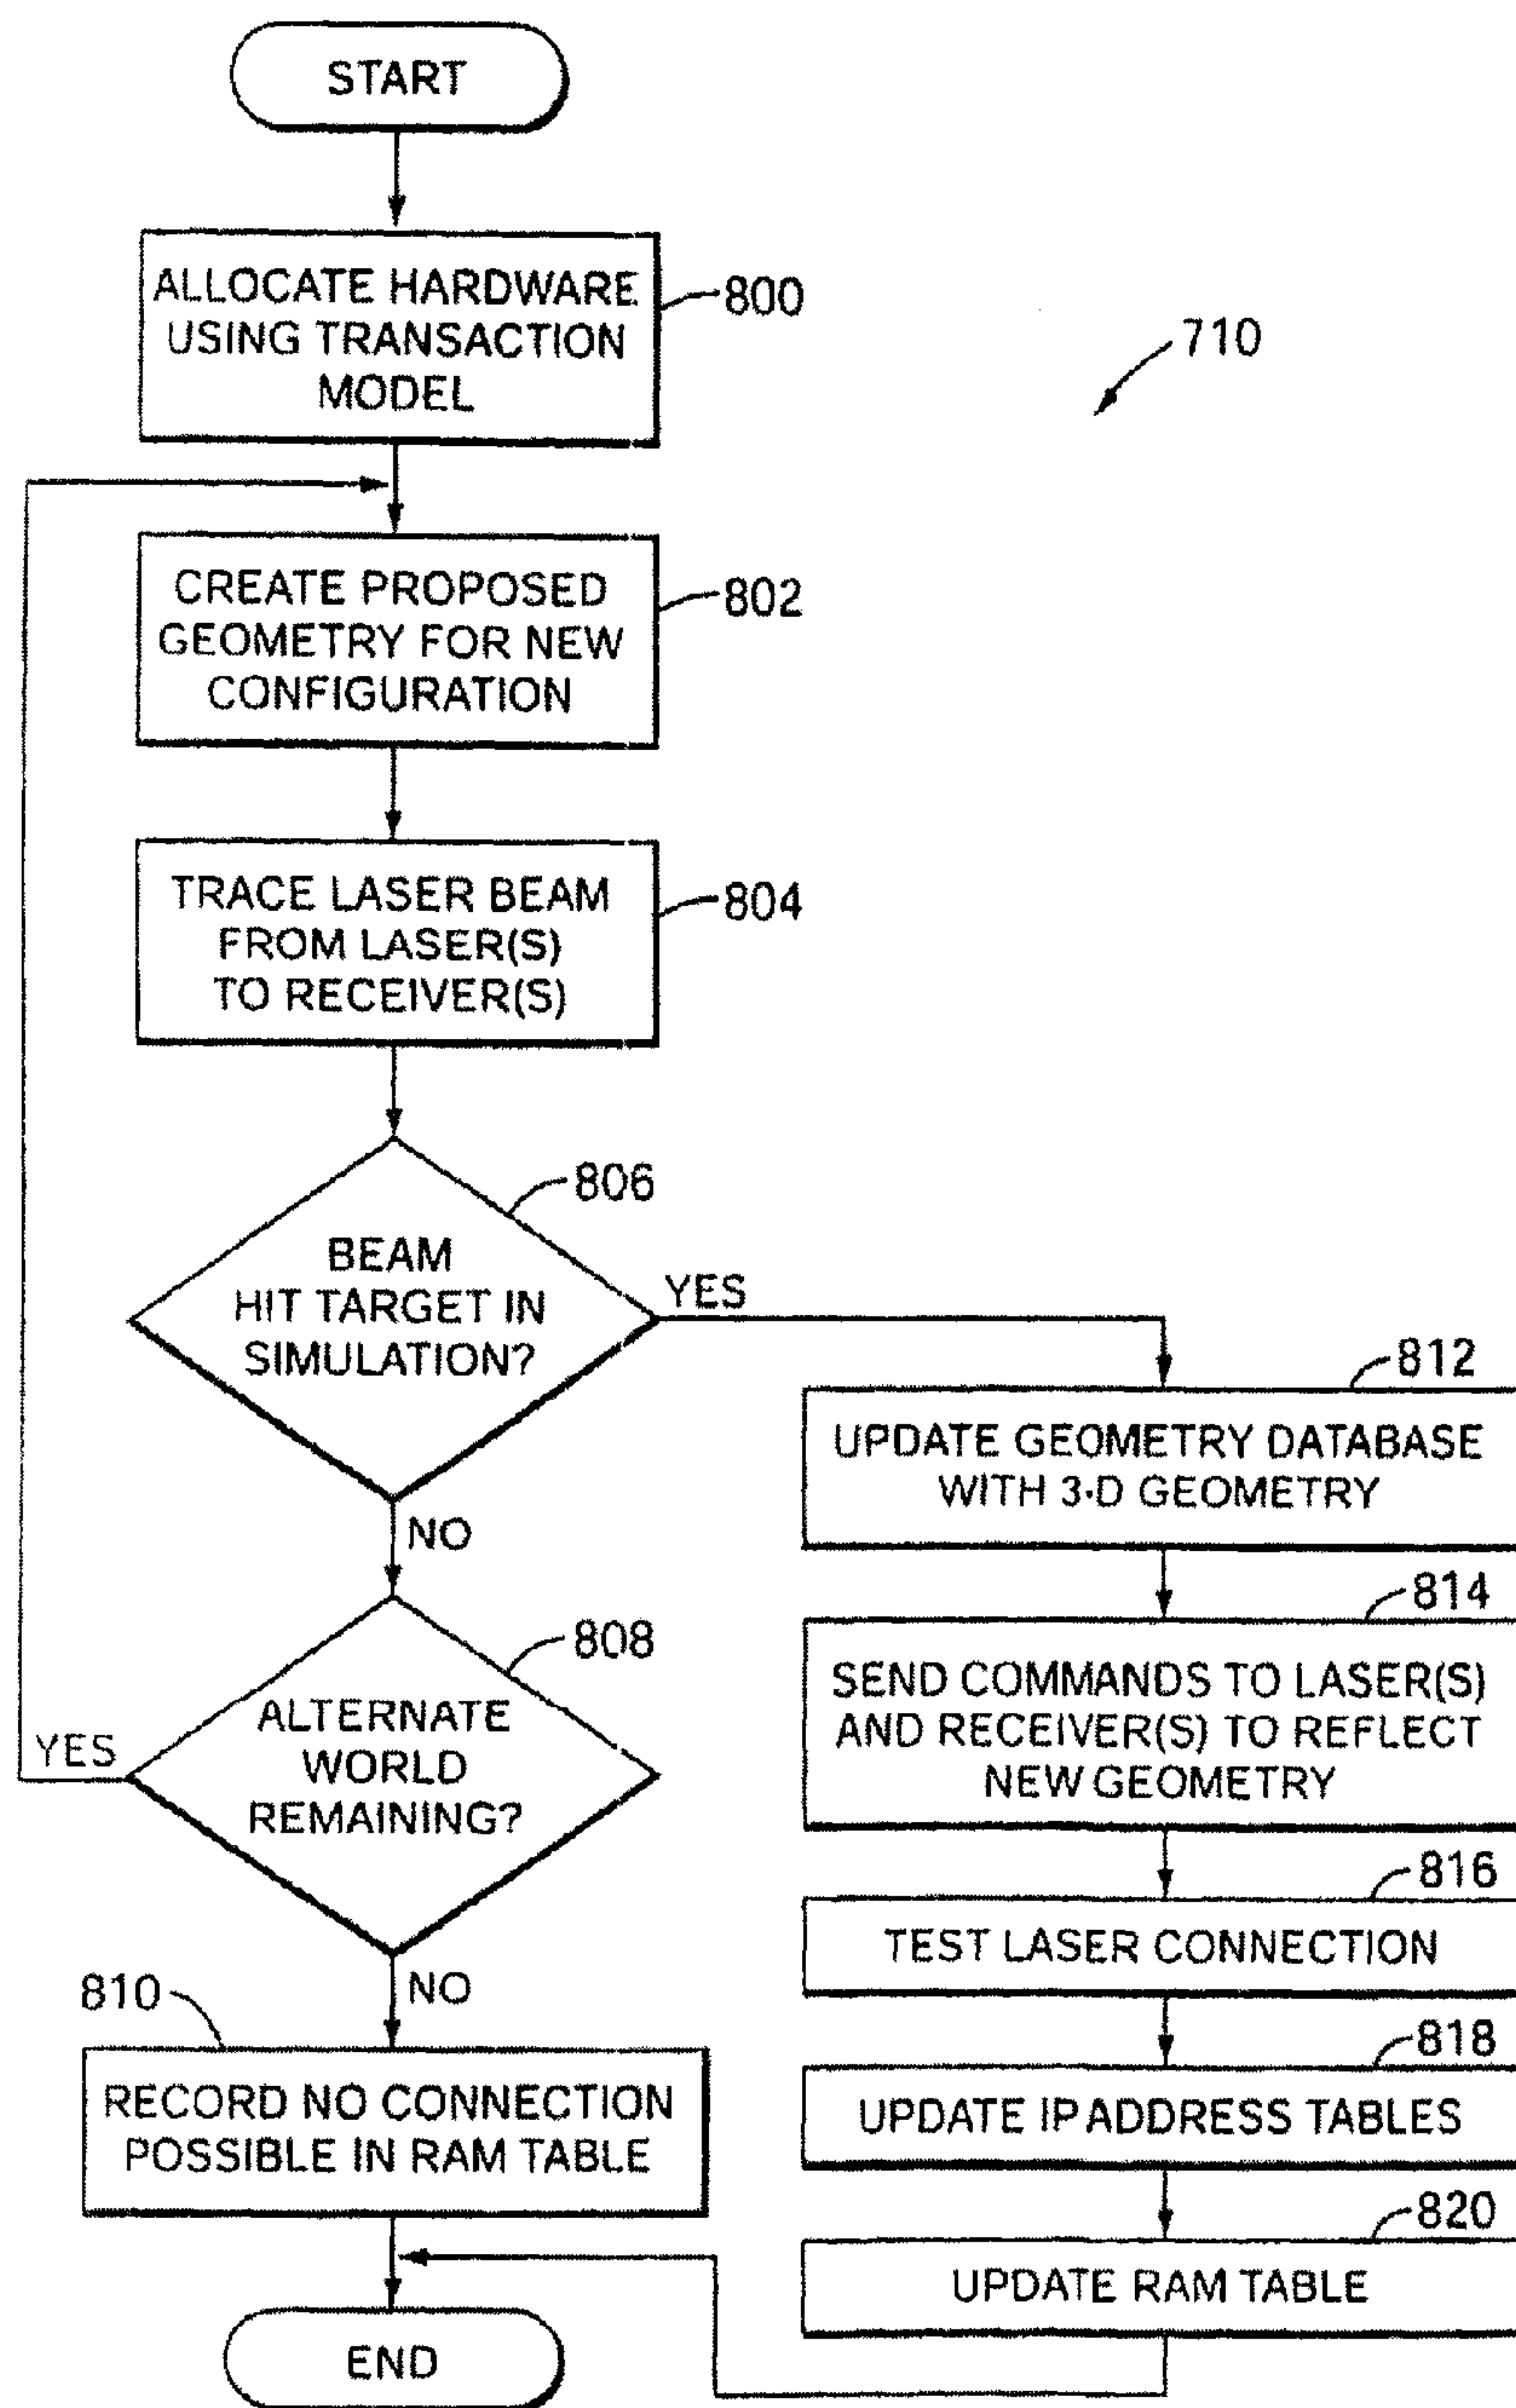 START
ALLOCATE HARDWARE
USING TRANSACTION
MODEL
800
710
CREATE PROPOSED
GEOMETRY FOR NEW
CONFIGURATION
802
TRACE LASER BEAM
FROM LASER(S)
TO RECEIVER(S)
804
806
BEAM
HIT TARGET IN
SIMULATION?
YES
NO
808
ALTERNATE
WORLD
REMAINING?
YES
NO
810
RECORD NO CONNECTION
POSSIBLE IN RAM TABLE
812
UPDATE GEOMETRY DATABASE
WITH 3-D GEOMETRY
814
SEND COMMANDS TO LASER(S)
AND RECEIVER(S) TO REFLECT
NEW GEOMETRY
816
TEST LASER CONNECTION
818
UPDATE IP ADDRESS TABLES
820
UPDATE RAM TABLE
END